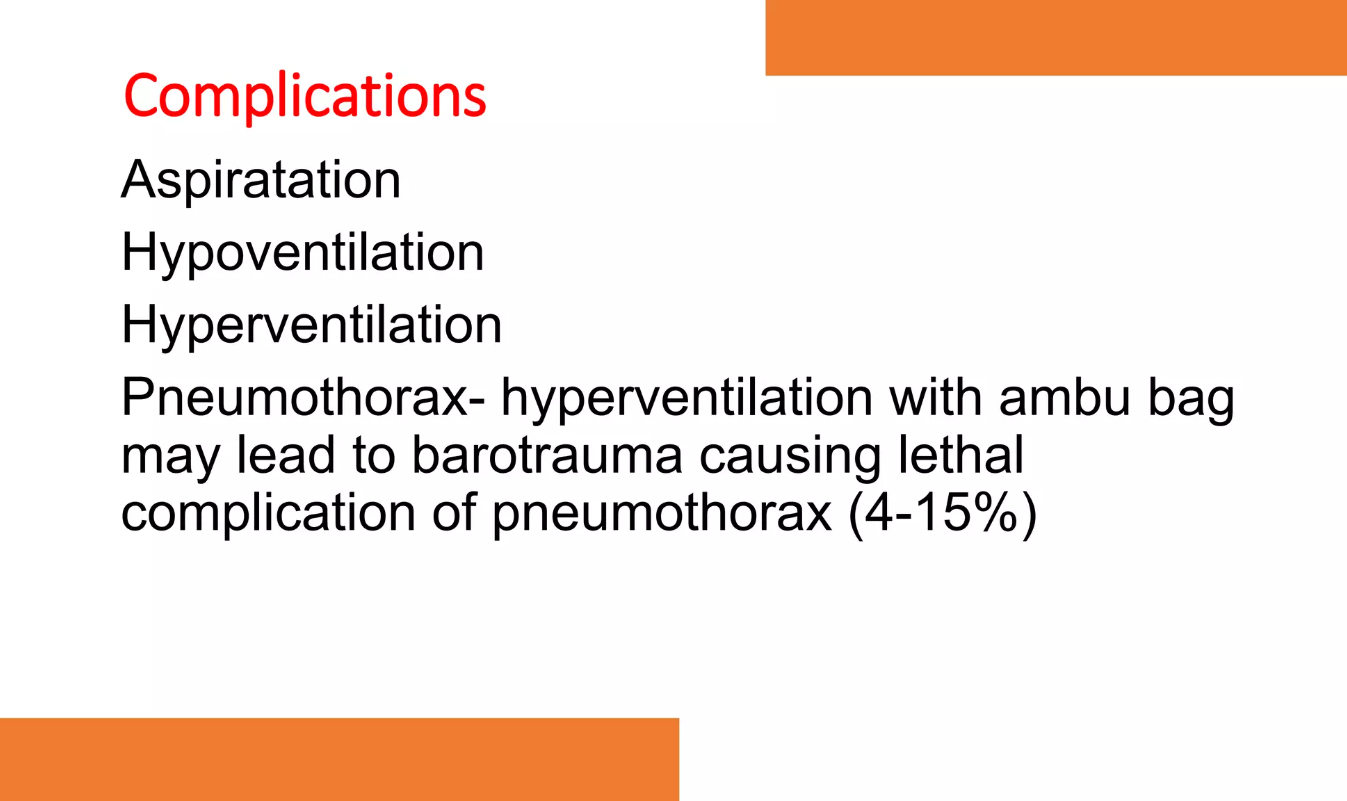 Complications
Aspiratation
Hypoventilation
Hyperventilation
Pneumothorax- hyperventilation with ambu bag
may lead to barotrauma causing lethal
complication of pneumothorax (4-15%)